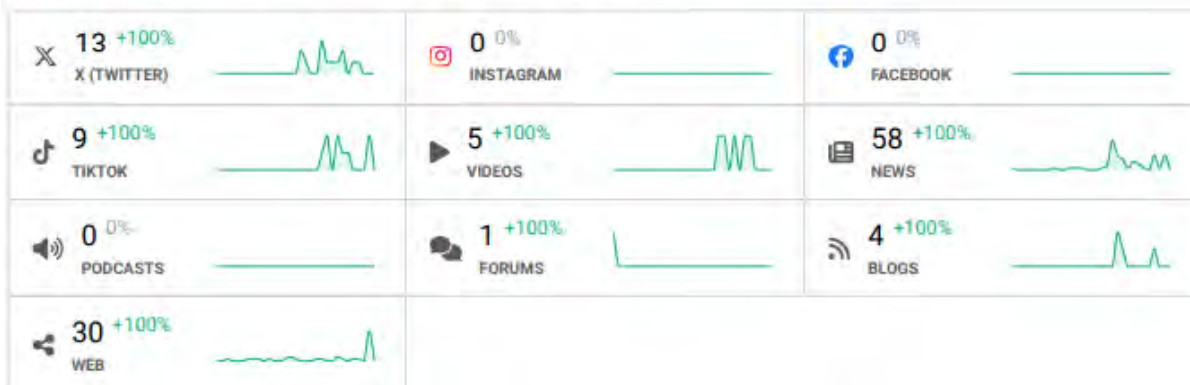 13 +100%
X (TWITTER)
0 0%
INSTAGRAM
0 0%
FACEBOOK
9 +100%
TIKTOK
5 +100%
VIDEOS
58 +100%
NEWS
0 0%
PODCASTS
1 +100%
FORUMS
4 +100%
BLOGS
30 +100%
WEB